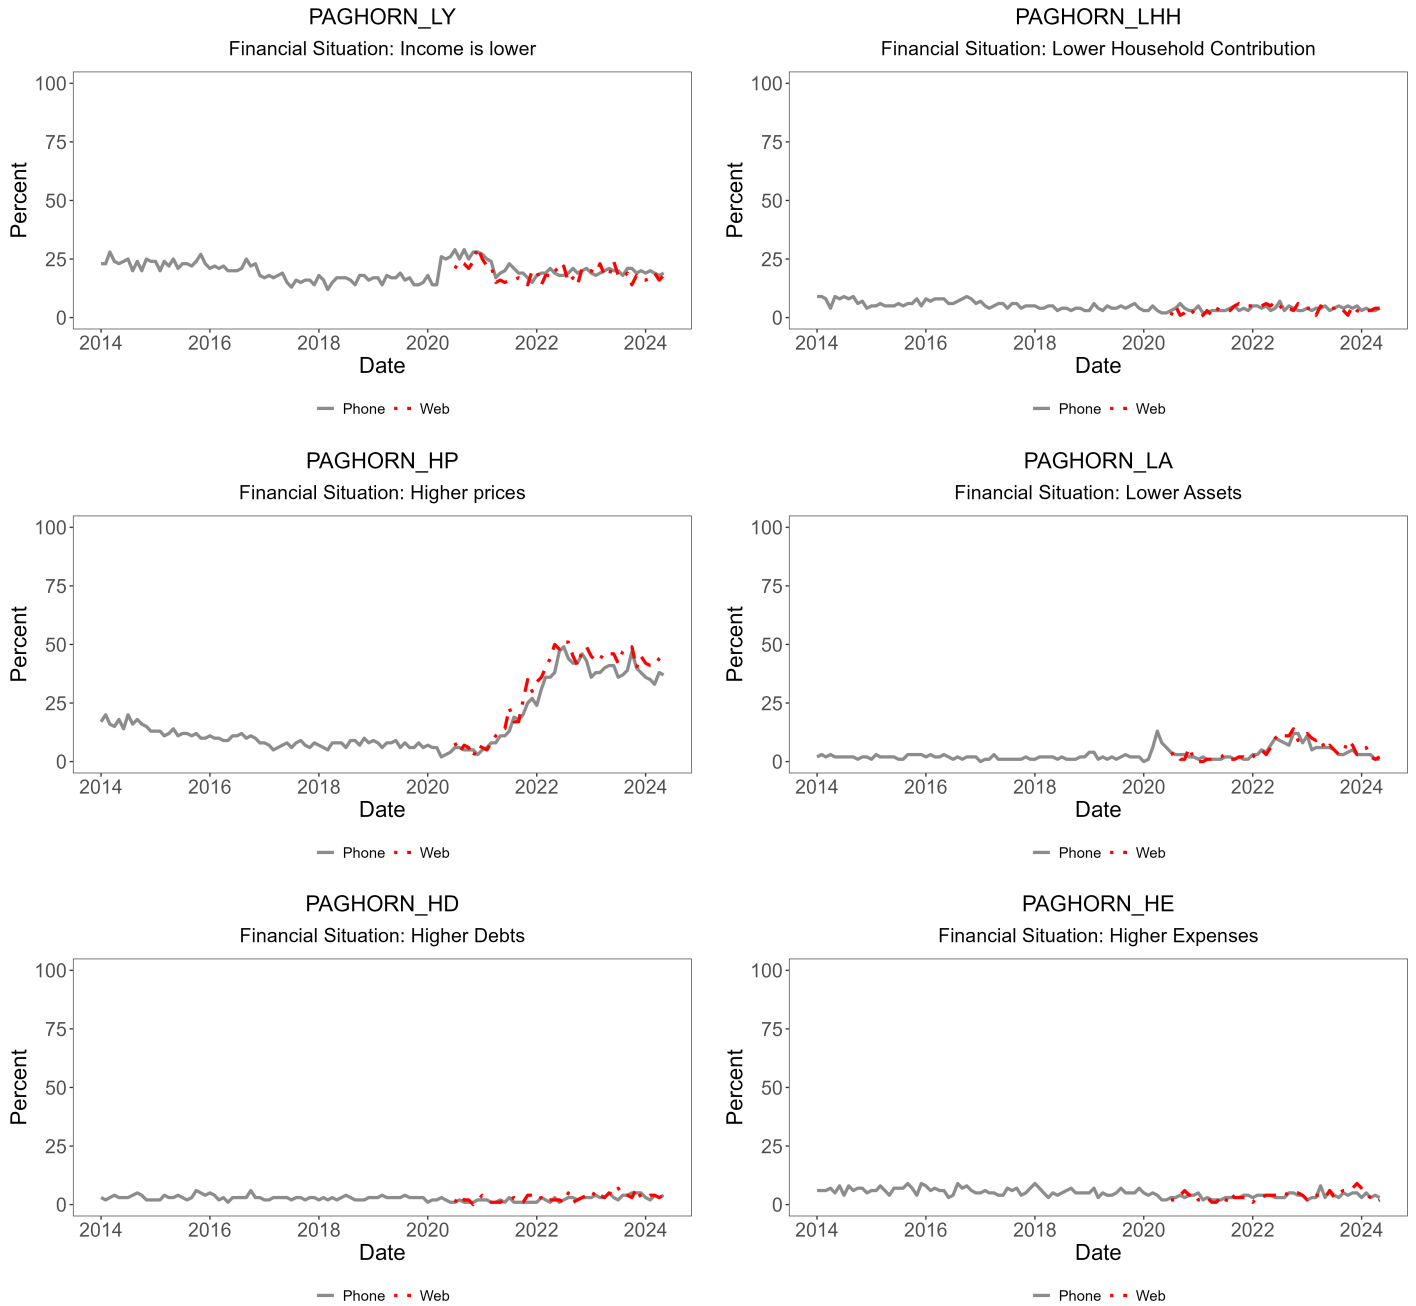 PAGHORN_LY
Financial Situation: Income is lower
100
75
50
25
0
Percent
2014 2016 2018 2020 2022 2024
Date
Phone Web
PAGHORN_LHH
Financial Situation: Lower Household Contribution
100
75
50
25
0
Percent
2014 2016 2018 2020 2022 2024
Date
Phone Web
PAGHORN_HP
Financial Situation: Higher prices
100
75
50
25
0
Percent
2014 2016 2018 2020 2022 2024
Date
Phone Web
PAGHORN_LA
Financial Situation: Lower Assets
100
75
50
25
0
Percent
2014 2016 2018 2020 2022 2024
Date
Phone Web
PAGHORN_HD
Financial Situation: Higher Debts
100
75
50
25
0
Percent
2014 2016 2018 2020 2022 2024
Date
Phone Web
PAGHORN_HE
Financial Situation: Higher Expenses
100
75
50
25
0
Percent
2014 2016 2018 2020 2022 2024
Date
Phone Web